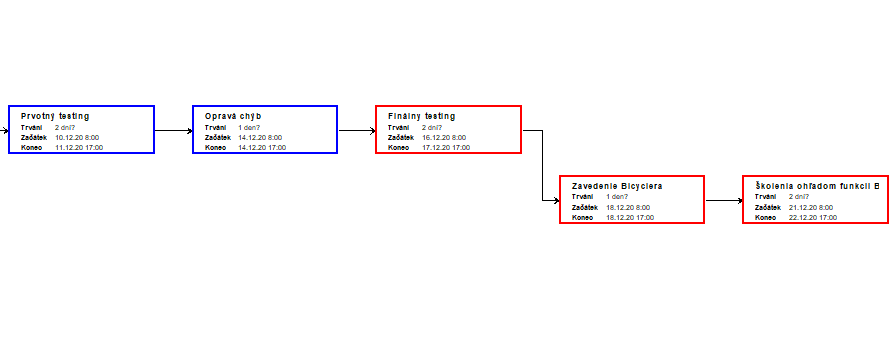 Prvotný testing
Trvání 2 dní?
Začátek 10.12.20 8:00
Konec 11.12.20 17:00
Opravá chýb
Trvání 1 den?
Začátek 14.12.20 8:00
Konec 14.12.20 17:00
Finálny testing
Trvání 2 dní?
Začátek 16.12.20 8:00
Konec 17.12.20 17:00
Zavedenie Bicyclera
Trvání 1 den?
Začátek 18.12.20 8:00
Konec 18.12.20 17:00
Školenia ohľadom funkcií B
Trvání 2 dní?
Začátek 21.12.20 8:00
Konec 22.12.20 17:00